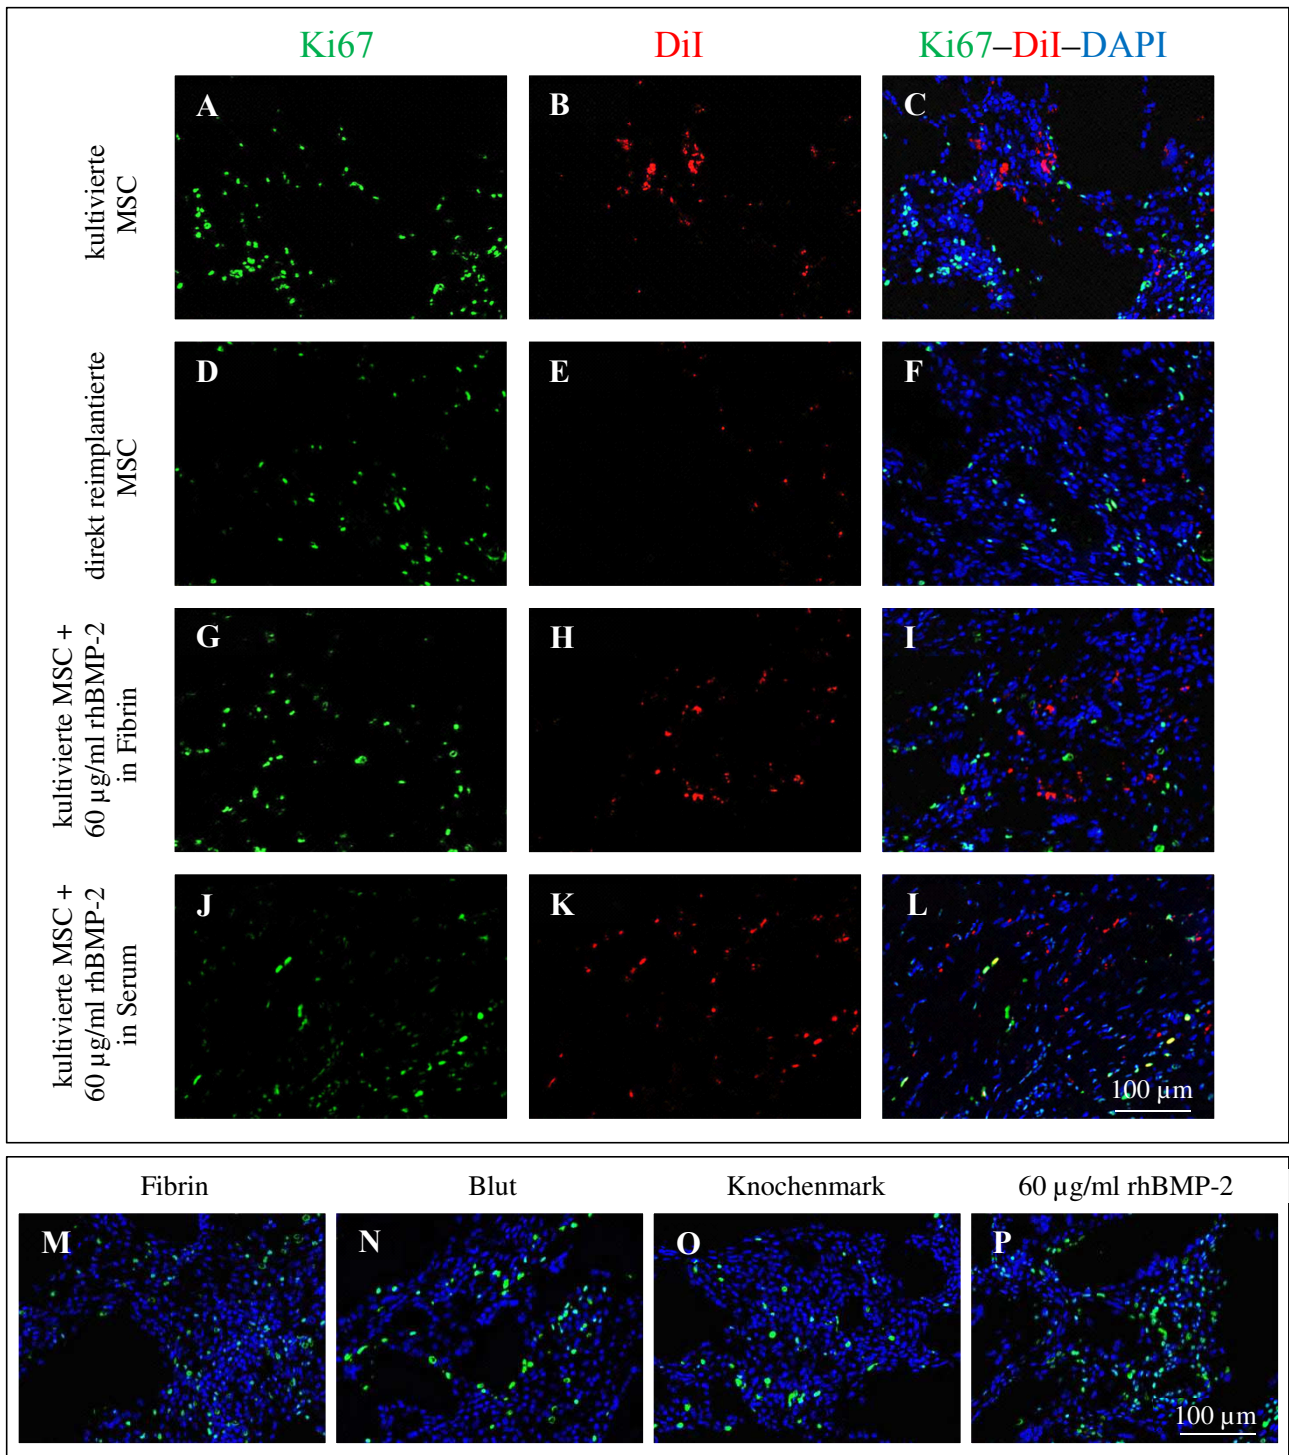 Ki67
DiI
Ki67–DiI–DAPI
kultivierte
MSC
A
B
C
direkt reimplantierte
MSC
D
E
F
kultivierte MSC +
60 µg/ml rhBMP-2
in Fibrin
G
H
I
kultivierte MSC +
60 µg/ml rhBMP-2
in Serum
J
K
L
100 µm
Fibrin
Blut
Knochenmark
60 µg/ml rhBMP-2
M
N
O
P
100 µm